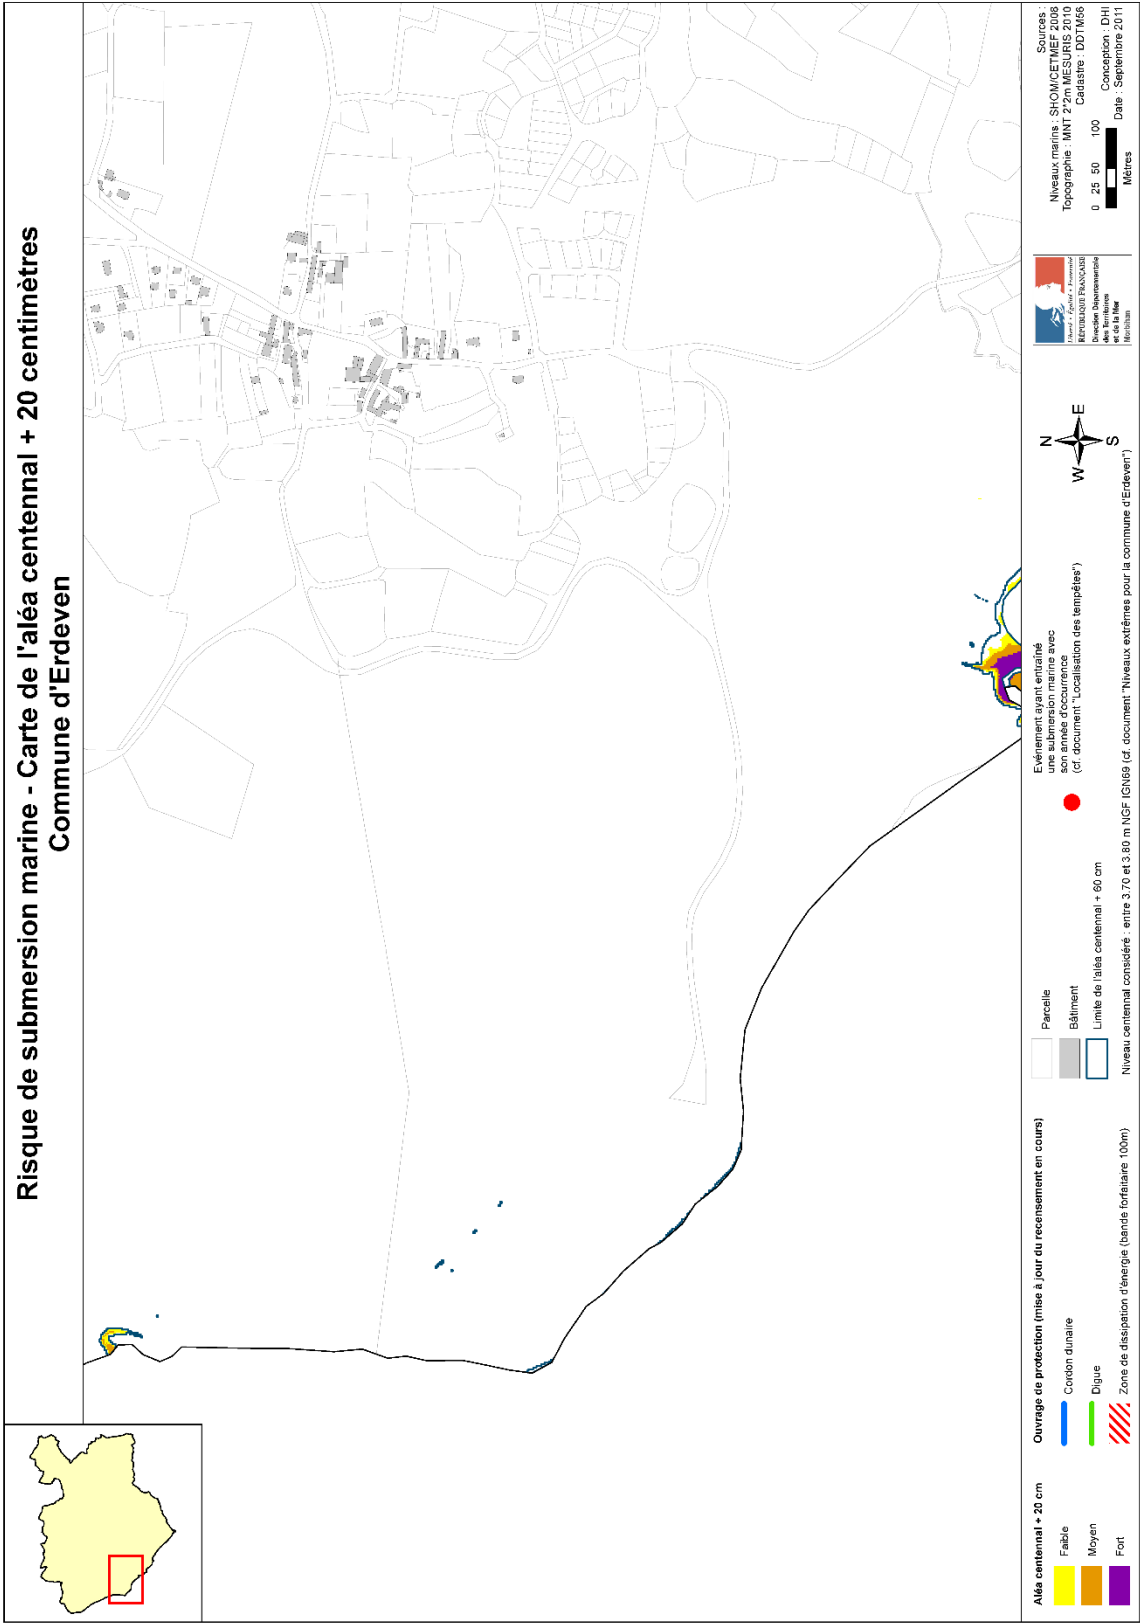 Risque de submersion marine - Carte de l'aléa centennal + 20 centimètres
Commune d'Erdeven
Aléa centennal + 20 cm
Faible
Moyen
Fort
Ouvrage de protection (mise à jour du recensement en cours)
Cordon dunaire
Digue
Zone de dissipation d'énergie (bande forfaitaire 100m)
Parcelle
Bâtiment
Limite de l'aléa centennal + 60 cm
Niveau centennal considéré : entre 3.70 et 3.80 m NGF IGN69 (cf. document "Niveaux extrêmes pour la commune d'Erdeven")
Evénement ayant entraîné
une submersion marine avec
son année d'occurrence
(cf. document "Localisation des tempêtes")
N
W
E
S
Liberté • Égalité • Fraternité
RÉPUBLIQUE FRANÇAISE
Direction Départementale
des Territoires
et de la Mer
Morbihan
Sources :
Niveaux marins : SHOM/CETMEF 2008
Topographie : MNT 2*2m MESURIS 2010
Cadastre : DDTM56
0 25 50 100
Mètres
Conception : DHI
Date : Septembre 2011